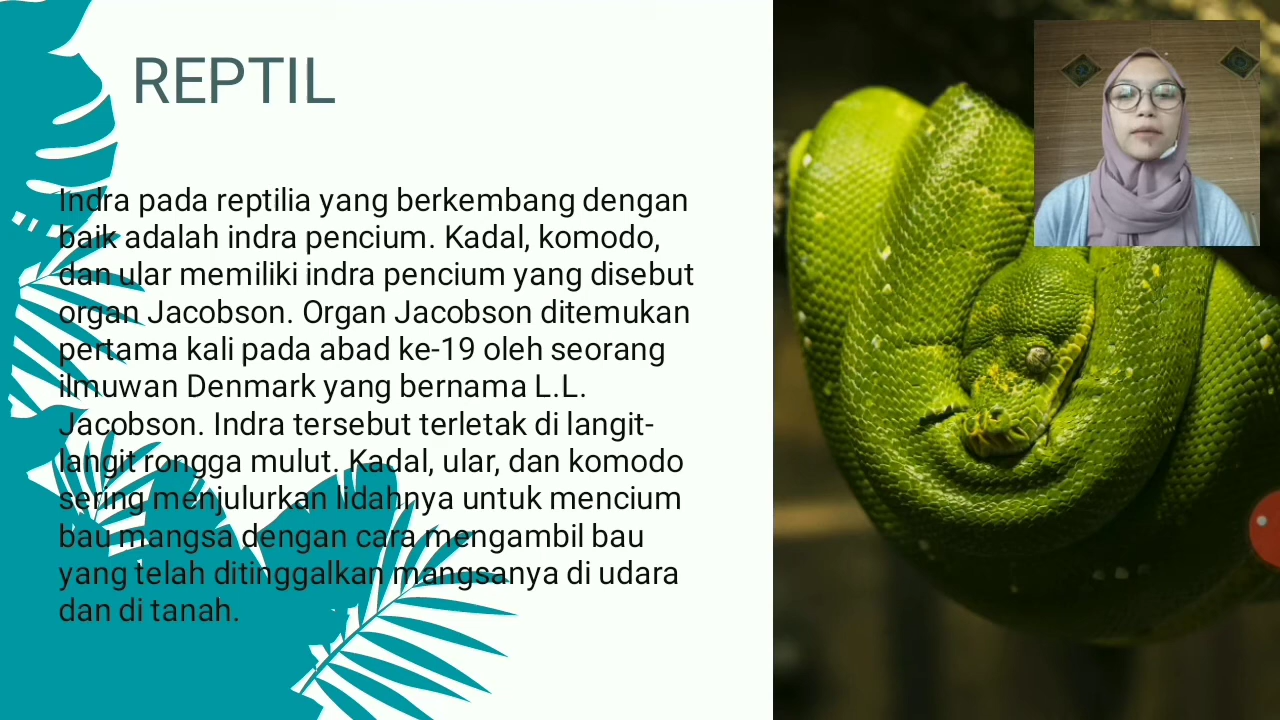 REPTIL
Indra pada reptilia yang berkembang dengan
baik adalah indra pencium. Kadal, komodo,
dan ular memiliki indra pencium yang disebut
organ Jacobson. Organ Jacobson ditemukan
pertama kali pada abad ke-19 oleh seorang
ilmuwan Denmark yang bernama L.L.
Jacobson. Indra tersebut terletak di langit-
langit rongga mulut. Kadal, ular, dan komodo
sering menjulurkan lidahnya untuk mencium
bau mangsa dengan cara mengambil bau
yang telah ditinggalkan mangsanya di udara
dan di tanah.